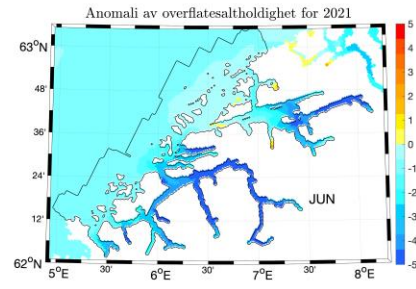 Anomali av overflatesaltholdighet for 2021
63°N
48'
36'
24'
12'
62°N
5°E
30'
6°E
30'
7°E
30'
8°E
JUN
5
4
3
2
1
0
-1
-2
-3
-4
-5